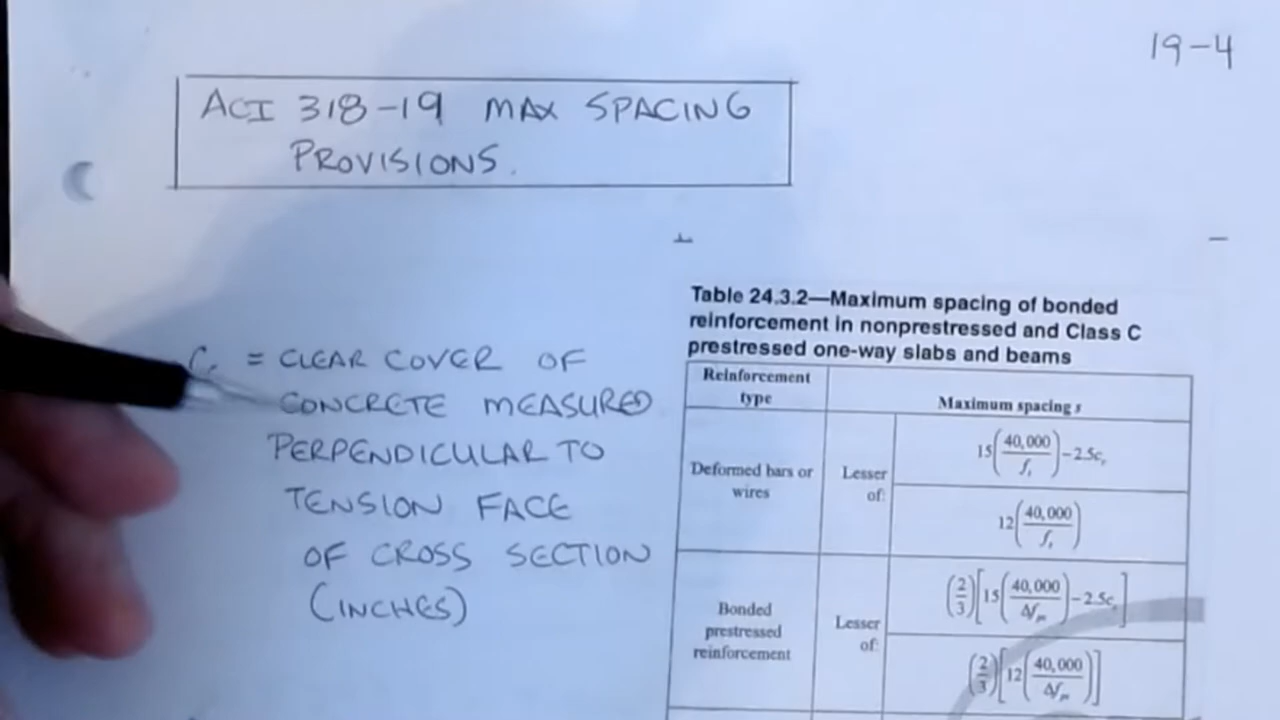 19-4
ACI 318-19 MAX SPACING
PROVISIONS.
C = CLEAR COVER OF
CONCRETE MEASURED
PERPENDICULAR TO
TENSION FACE
OF CROSS SECTION
(INCHES)
Table 24.3.2—Maximum spacing of bonded
reinforcement in nonprestressed and Class C
prestressed one-way slabs and beams
Reinforcement
type
Maximum spacing s
Deformed bars or
wires
Lesser
of:
15(40,000/fₛ) – 2.5c꜀
12(40,000/fₛ)
Bonded
prestressed
reinforcement
Lesser
of:
(2/3)[15(40,000/Δfₚₛ) – 2.5c꜀]
(2/3)[12(40,000/Δfₚₛ)]